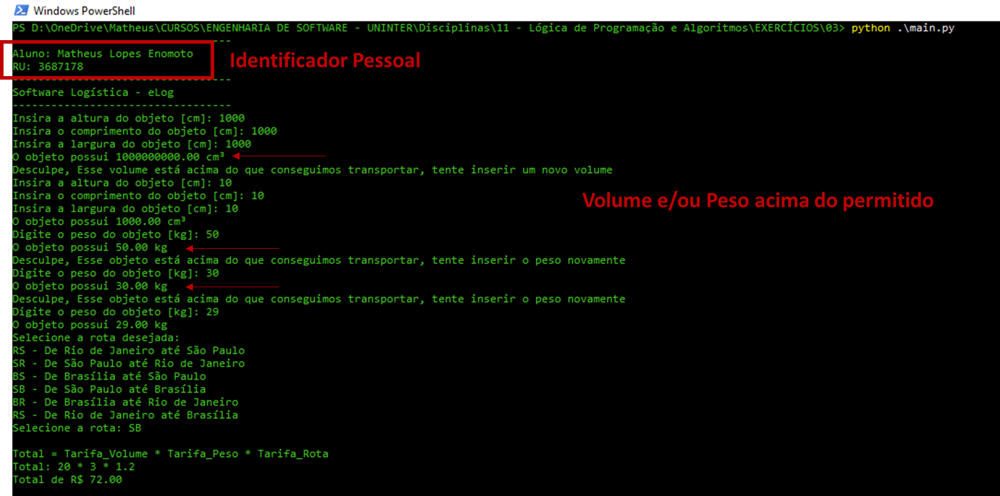 Windows PowerShell
PS D:\OneDrive\Matheus\CURSOS\ENGENHARIA DE SOFTWARE - UNINTER\Disciplinas\11 - Lógica de Programação e Algoritmos\EXERCÍCIOS\03> python .\main.py
----------------------------------
Aluno: Matheus Lopes Enomoto
RU: 3687178
Identificador Pessoal
----------------------------------
Software Logística - eLog
----------------------------------
Insira a altura do objeto [cm]: 1000
Insira o comprimento do objeto [cm]: 1000
Insira a largura do objeto [cm]: 1000
O objeto possui 1000000000.00 cm³
Desculpe, Esse volume está acima do que conseguimos transportar, tente inserir um novo volume
Insira a altura do objeto [cm]: 10
Insira o comprimento do objeto [cm]: 10
Volume e/ou Peso acima do permitido
Insira a largura do objeto [cm]: 10
O objeto possui 1000.00 cm³
Digite o peso do objeto [kg]: 50
O objeto possui 50.00 kg
Desculpe, Esse objeto está acima do que conseguimos transportar, tente inserir o peso novamente
Digite o peso do objeto [kg]: 30
O objeto possui 30.00 kg
Desculpe, Esse objeto está acima do que conseguimos transportar, tente inserir o peso novamente
Digite o peso do objeto [kg]: 29
O objeto possui 29.00 kg
Selecione a rota desejada:
RS - De Rio de Janeiro até São Paulo
SR - De São Paulo até Rio de Janeiro
BS - De Brasília até São Paulo
SB - De São Paulo até Brasília
BR - De Brasília até Rio de Janeiro
RS - De Rio de Janeiro até Brasília
Selecione a rota: SB
Total = Tarifa_Volume * Tarifa_Peso * Tarifa_Rota
Total: 20 * 3 * 1.2
Total de R$ 72.00